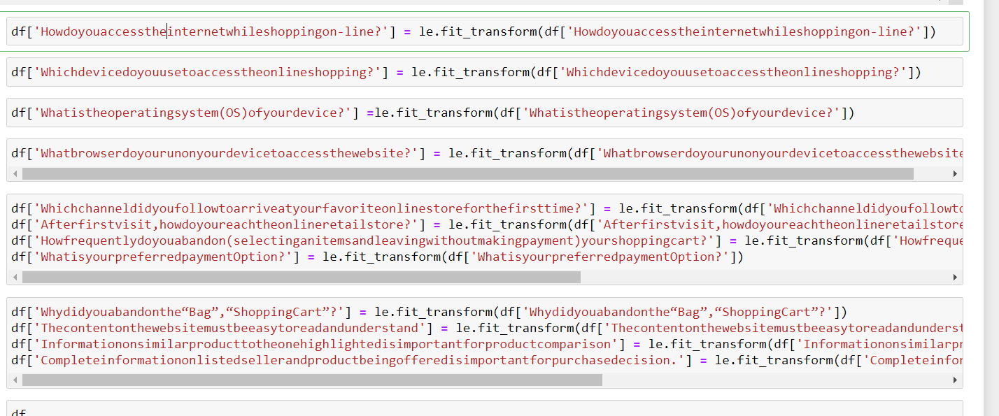 df['Howdoyouaccesstheinternetwhileshoppingon-line?'] = le.fit_transform(df['Howdoyouaccesstheinternetwhileshoppingon-line?'])
df['Whichdevicedoyouusetoaccesstheonlineshopping?'] = le.fit_transform(df['Whichdevicedoyouusetoaccesstheonlineshopping?'])
df['Whatistheoperatingsystem(OS)ofyourdevice?'] =le.fit_transform(df['Whatistheoperatingsystem(OS)ofyourdevice?'])
df['Whatbrowserdoyourunonyourdevicetoaccessthewebsite?'] = le.fit_transform(df['Whatbrowserdoyourunonyourdevicetoaccessthewebsite
df['Whichchanneldidyoufollowtoarriveatyourfavoriteonlinestoreforthefirsttime?'] = le.fit_transform(df['Whichchanneldidyoufollowto
df['Afterfirstvisit,howdoyoureachtheonlineretailstore?'] = le.fit_transform(df['Afterfirstvisit,howdoyoureachtheonlineretailstore
df['Howfrequentlydoyouabandon(selectinganitemsandleavingwithoutmakingpayment)yourshoppingcart?'] = le.fit_transform(df['Howfreque
df['WhatisyourpreferredpaymentOption?'] = le.fit_transform(df['WhatisyourpreferredpaymentOption?'])
df['Whydidyouabandonthe“Bag”,“ShoppingCart”?'] = le.fit_transform(df['Whydidyouabandonthe“Bag”,“ShoppingCart”?'])
df['Thecontentonthewebsitemustbeeasytoreadandunderstand'] = le.fit_transform(df['Thecontentonthewebsitemustbeeasytoreadandunderst
df['Informationonsimilarproducttotheonehighlightedisimportantforproductcomparison'] = le.fit_transform(df['Informationonsimilarpr
df['Completeinformationonlistedsellerandproductbeingofferedisimportantforpurchasedecision.'] = le.fit_transform(df['Completeinfor
df